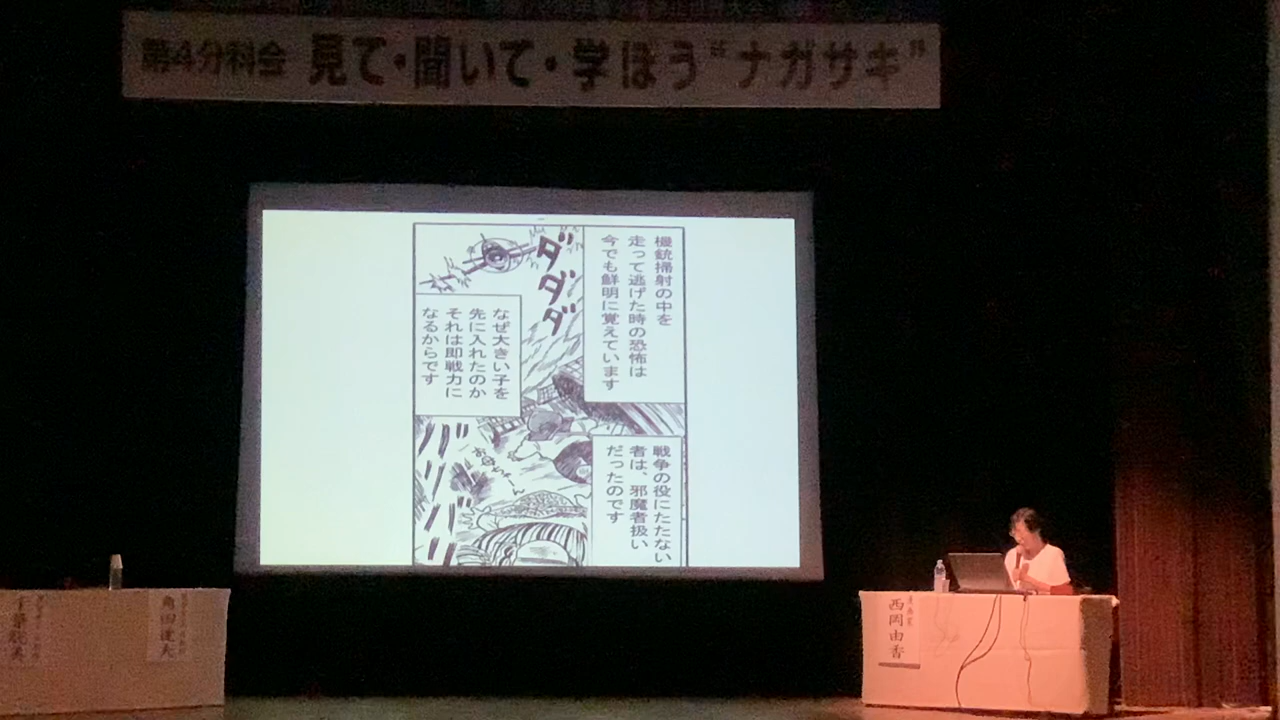 第4分科会 見て・聞いて・学ぼう“ナガサキ”
機銃掃射の中を
走って逃げた時の恐怖は
今でも鮮明に覚えています
ダダダ
なぜ大きい子を
先に入れたのか
それは即戦力に
なるからです
戦争の役にたたない
者は、邪魔者扱い
だったのです
バリバリ
西岡由香